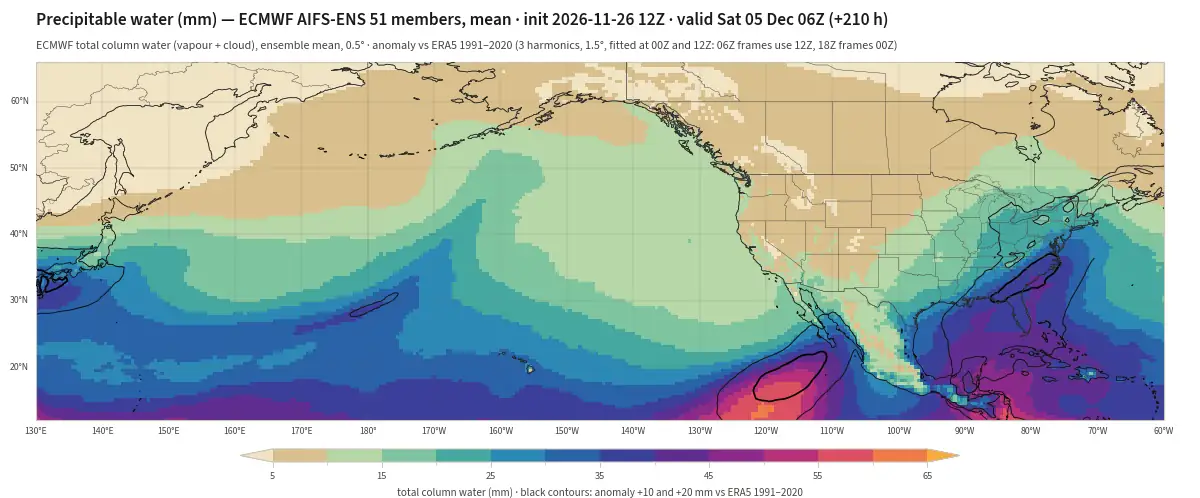 Precipitable water (mm) — ECMWF AIFS-ENS 51 members, mean · init 2026-11-26 12Z · valid Sat 05 Dec 06Z (+210 h)
ECMWF total column water (vapour + cloud), ensemble mean, 0.5° · anomaly vs ERA5 1991–2020 (3 harmonics, 1.5°, fitted at 00Z and 12Z: 06Z frames use 12Z, 18Z frames 00Z)
60°N
50°N
40°N
30°N
20°N
130°E 140°E 150°E 160°E 170°E 180° 170°W 160°W 150°W 140°W 130°W 120°W 110°W 100°W 90°W 80°W 70°W 60°W
5 15 25 35 45 55 65
total column water (mm) · black contours: anomaly +10 and +20 mm vs ERA5 1991–2020